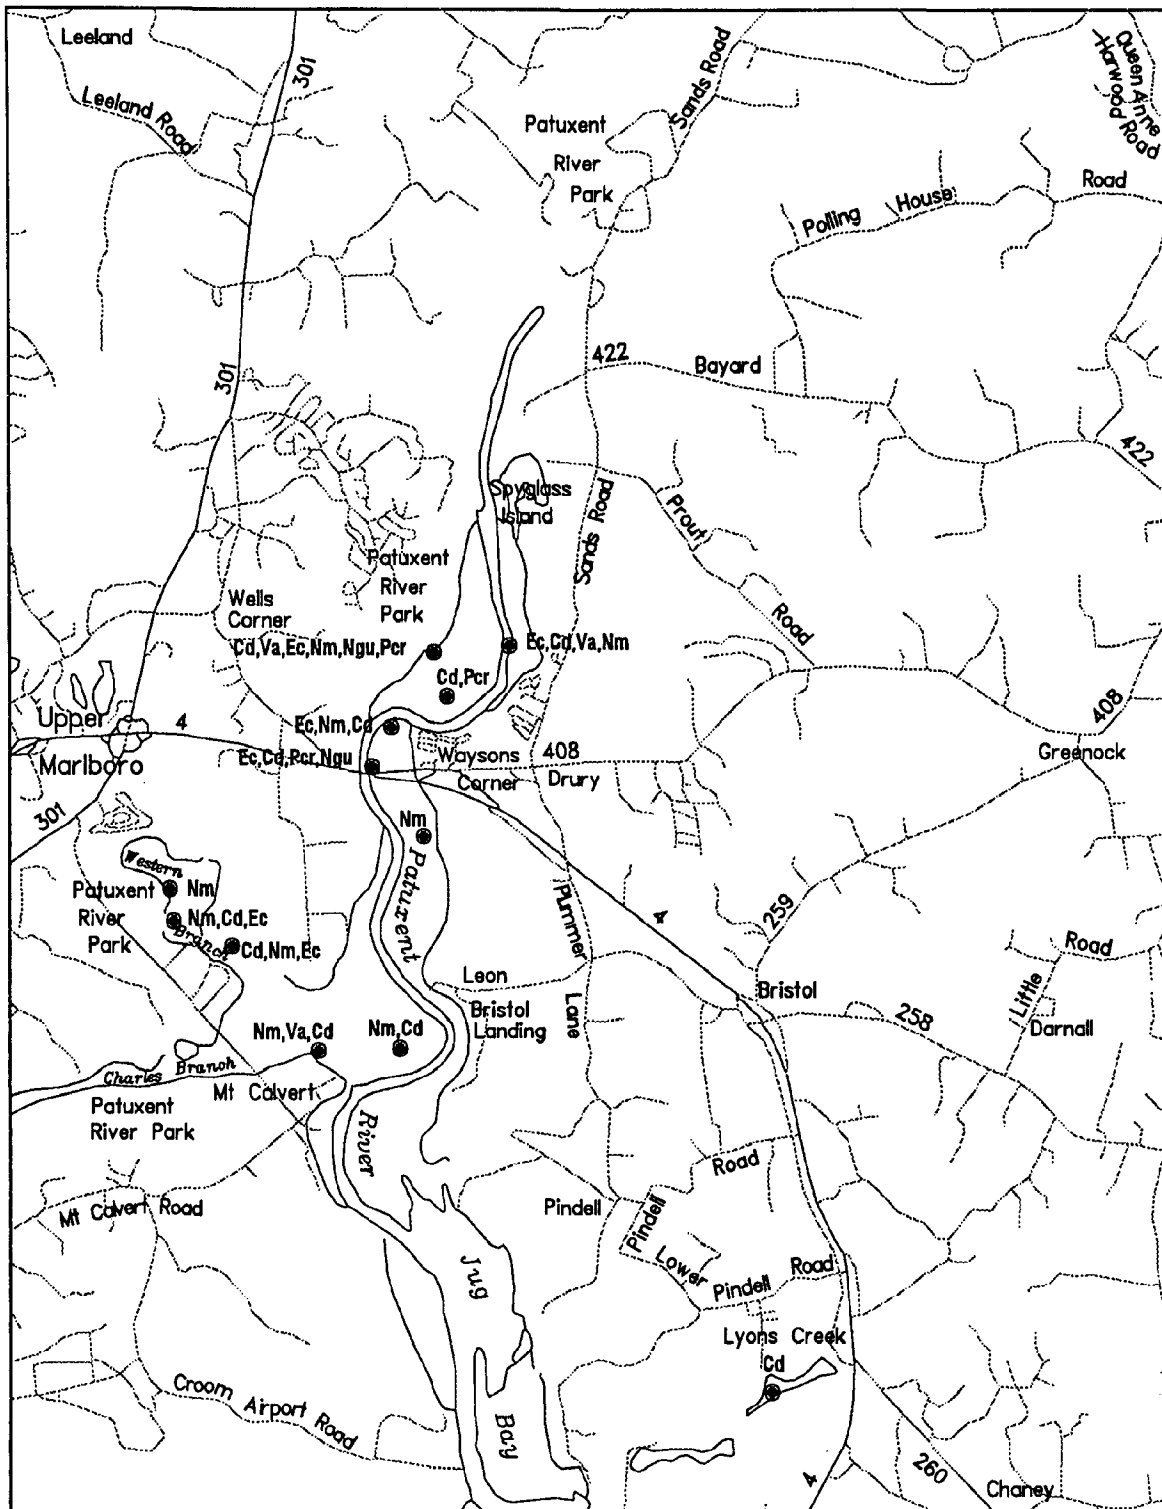 Leeland
301
Leeland Road
Patuxent
River
Park
Sands Road
Queen Anne
Harwood Road
Polling House Road
422
Bayard
301
422
Spyglass
Island
Sands Road
Prout
Road
Patuxent
River
Park
Wells
Corner
Cd,Va,Ec,Nm,Ngu,Pcr
Ec,Cd,Va,Nm
Cd,Pcr
Upper
Marlboro
4
Ec,Nm,Cd
Ec,Cd,Pcr,Ngu
Waysons
Corner
408
Drury
408
Greenock
301
Nm
Patuxent
Western
Nm
Patuxent
River
Park
Nm,Cd,Ec
Branch
Cd,Nm,Ec
Plummer
Lane
4
259
Leon
Bristol
Landing
Bristol
258
Little
Road
Darnall
Nm,Va,Cd
Nm,Cd
Charles Branch
Mt Calvert
Patuxent
River Park
River
Mt Calvert Road
Road
Pindell
Pindell
Lower
Pindell
Road
Jug
Bay
Lyons Creek
Cd
Croom
Airport Road
4
260
Chaney